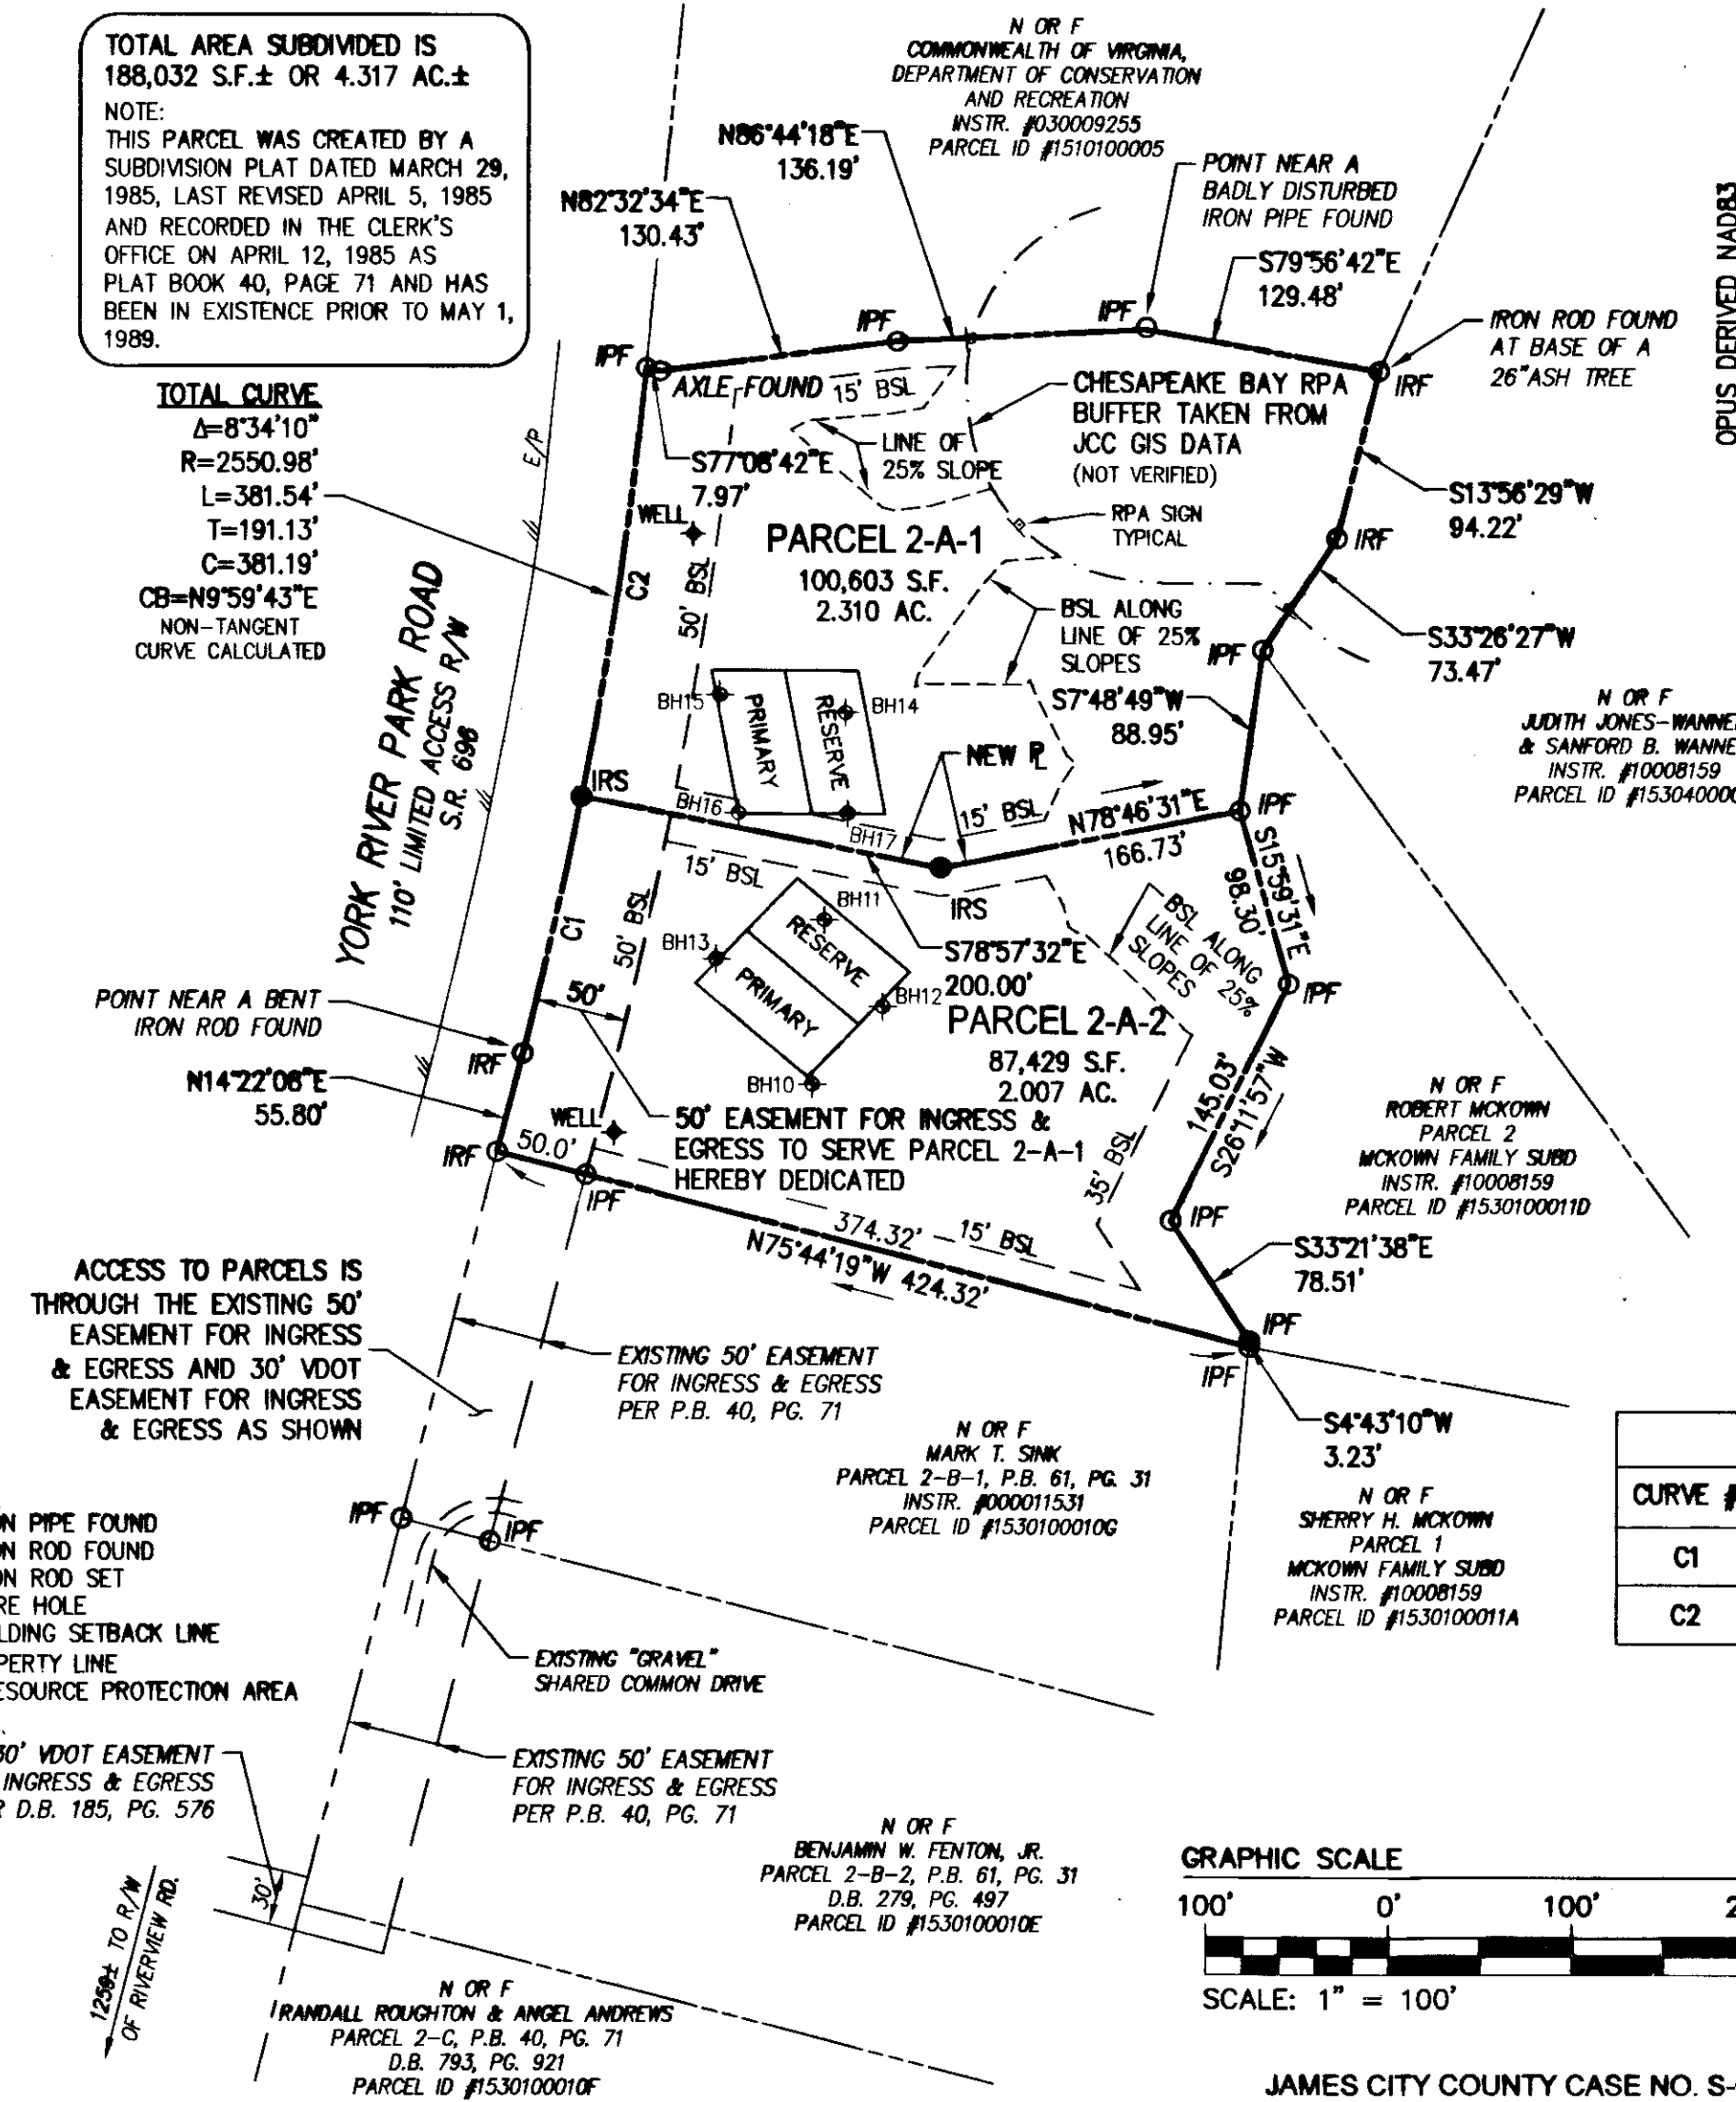 TOTAL AREA SUBDIVIDED IS
188,032 S.F.± OR 4.317 AC.±
NOTE:
THIS PARCEL WAS CREATED BY A
SUBDIVISION PLAT DATED MARCH 29,
1985, LAST REVISED APRIL 5, 1985
AND RECORDED IN THE CLERK'S
OFFICE ON APRIL 12, 1985 AS
PLAT BOOK 40, PAGE 71 AND HAS
BEEN IN EXISTENCE PRIOR TO MAY 1,
1989.
N OR F
COMMONWEALTH OF VIRGINIA,
DEPARTMENT OF CONSERVATION
AND RECREATION
INSTR. #030009255
PARCEL ID #1510100005
N86°44'18"E
136.19'
N82°32'34"E
130.43'
POINT NEAR A
BADLY DISTURBED
IRON PIPE FOUND
S79°56'42"E
129.48'
OPUS DERIVED NAD83
IRON ROD FOUND
AT BASE OF A
26"ASH TREE
IPF
IPF
IPF
IRF
AXLE FOUND
15' BSL
TOTAL CURVE
Δ=8°34'10"
R=2550.98'
L=381.54'
T=191.13'
C=381.19'
CB=N9°59'43"E
NON-TANGENT
CURVE CALCULATED
E/P
S77°08'42"E
7.97'
LINE OF
25% SLOPE
CHESAPEAKE BAY RPA
BUFFER TAKEN FROM
JCC GIS DATA
(NOT VERIFIED)
S13°56'29"W
94.22'
WELL
RPA SIGN
TYPICAL
IRF
PARCEL 2-A-1
100,603 S.F.
2.310 AC.
C2
50' BSL
BSL ALONG
LINE OF 25%
SLOPES
S33°26'27"W
73.47'
IPF
YORK RIVER PARK ROAD
110' LIMITED ACCESS R/W
S.R. 696
BH15
PRIMARY
RESERVE
BH14
S7°48'49"W
88.95'
N OR F
JUDITH JONES-WANNE
& SANFORD B. WANNE
INSTR. #10008159
PARCEL ID #153040000
NEW PL
IRS
BH16
BH17
15' BSL
N78°46'31"E
166.73'
IPF
15' BSL
IRS
S15°59'31"E
98.30'
C1
50' BSL
BH11
RESERVE
BH13
PRIMARY
BH12
S78°57'32"E
200.00'
BSL ALONG
LINE OF 25%
SLOPES
IPF
POINT NEAR A BENT
IRON ROD FOUND
50'
PARCEL 2-A-2
87,429 S.F.
2.007 AC.
IRF
N14°22'08"E
55.80'
BH10
145.03'
S26°11'57"W
WELL
50' EASEMENT FOR INGRESS &
EGRESS TO SERVE PARCEL 2-A-1
HEREBY DEDICATED
N OR F
ROBERT MCKOWN
PARCEL 2
MCKOWN FAMILY SUBD
INSTR. #10008159
PARCEL ID #1530100011D
IRF
50.0'
IPF
35' BSL
IPF
374.32'
15' BSL
N75°44'19"W 424.32'
S33°21'38"E
78.51'
ACCESS TO PARCELS IS
THROUGH THE EXISTING 50'
EASEMENT FOR INGRESS
& EGRESS AND 30' VDOT
EASEMENT FOR INGRESS
& EGRESS AS SHOWN
EXISTING 50' EASEMENT
FOR INGRESS & EGRESS
PER P.B. 40, PG. 71
IPF
IPF
S4°43'10"W
3.23'
N OR F
MARK T. SINK
PARCEL 2-B-1, P.B. 61, PG. 31
INSTR. #000011531
PARCEL ID #1530100010G
N OR F
SHERRY H. MCKOWN
PARCEL 1
MCKOWN FAMILY SUBD
INSTR. #10008159
PARCEL ID #1530100011A
CURVE #
C1
C2
IPF
IPF
N PIPE FOUND
N ROD FOUND
N ROD SET
RE HOLE
LDING SETBACK LINE
PERTY LINE
ESOURCE PROTECTION AREA
EXISTING "GRAVEL"
SHARED COMMON DRIVE
30' VDOT EASEMENT
INGRESS & EGRESS
R D.B. 185, PG. 576
EXISTING 50' EASEMENT
FOR INGRESS & EGRESS
PER P.B. 40, PG. 71
30'
TO R/W
OF RIVERVIEW RD.
N OR F
BENJAMIN W. FENTON, JR.
PARCEL 2-B-2, P.B. 61, PG. 31
D.B. 279, PG. 497
PARCEL ID #1530100010E
N OR F
RANDALL ROUGHTON & ANGEL ANDREWS
PARCEL 2-C, P.B. 40, PG. 71
D.B. 793, PG. 921
PARCEL ID #1530100010F
GRAPHIC SCALE
100' 0' 100' 2
SCALE: 1" = 100'
JAMES CITY COUNTY CASE NO. S-